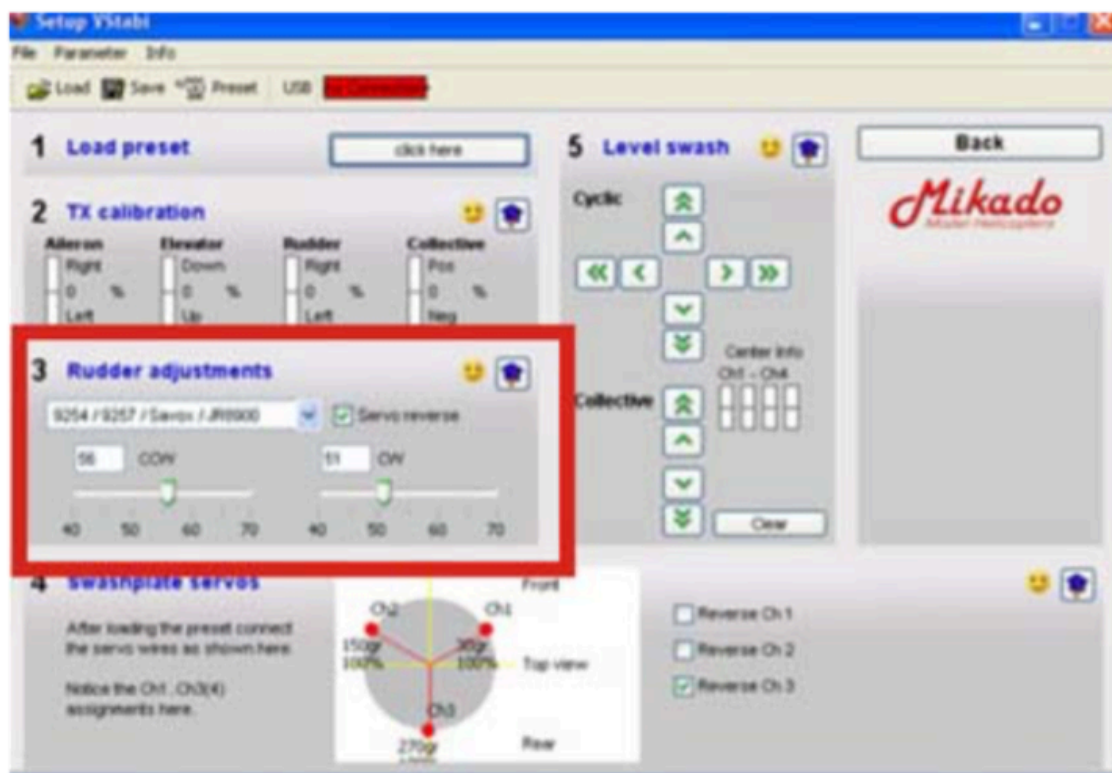 Setup VStabi
File Parameter Info
Load Save Preset USB No Connection
1 Load preset click here
2 TX calibration
Aileron Elevator Rudder Collective
Right Down Right Pos
0 % 0 % 0 % 0 %
Left Up Left Neg
3 Rudder adjustments
9254 / 9257 / Savox / JR8900 Servo reverse
56 CCW 51 CW
40 50 60 70 40 50 60 70
4 Swashplate servos
After loading the preset connect
the servo wires as shown here.
Notice the Ch1..Ch3(4)
assignments here.
Front
Ch2 Ch1
150gr 30gr
100% 100% Top view
Ch3
270gr Rear
Reverse Ch 1
Reverse Ch 2
Reverse Ch 3
5 Level swash
Cyclic
Center Info
Ch1 - Ch4
Collective
Clear
Back
Mikado
Model Helicopters